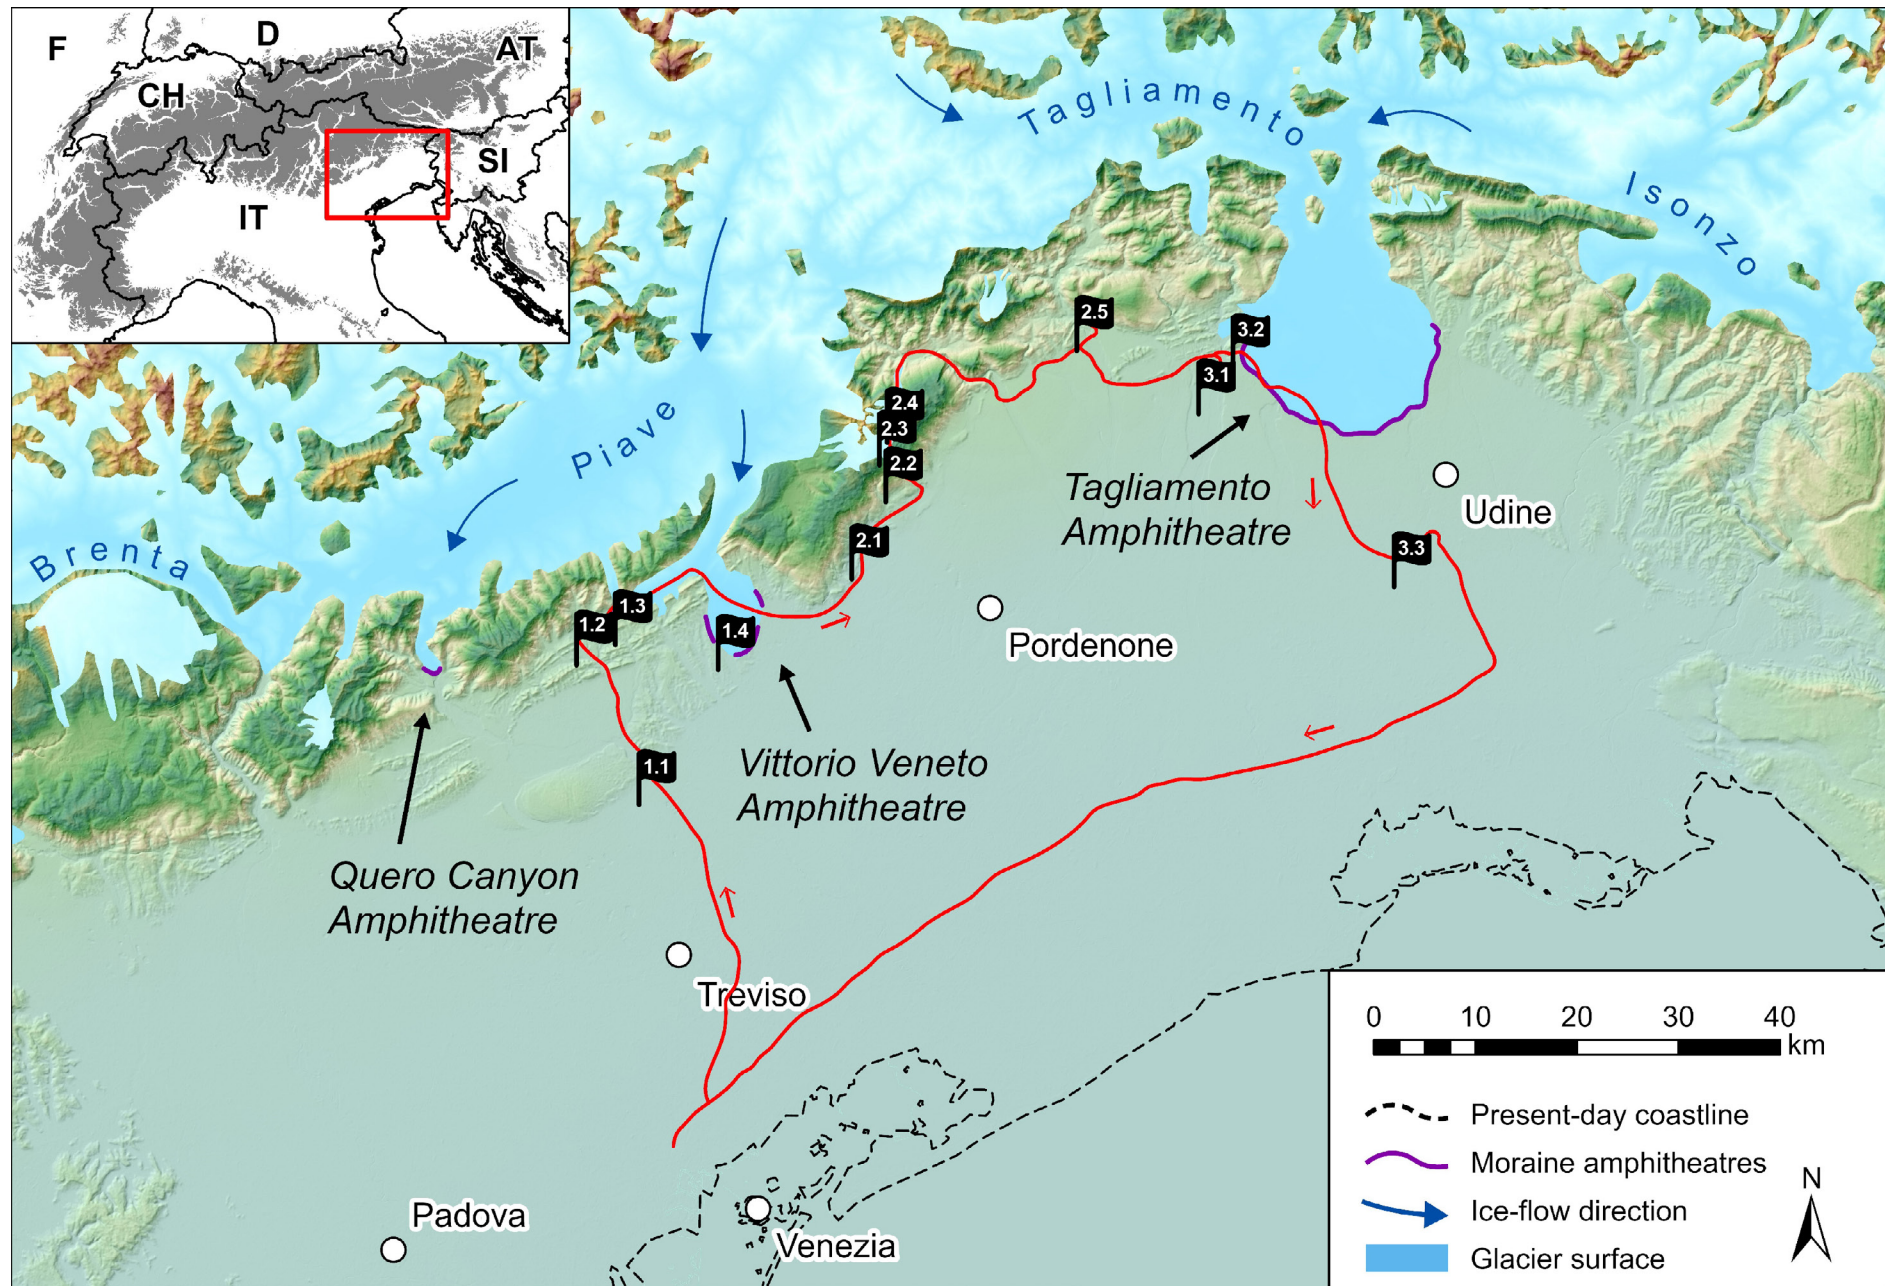 F
D
AT
CH
SI
IT
Tagliamento
Isonzo
Piave
Brenta
2.5
3.2
3.1
2.4
2.3
2.2
2.1
Tagliamento
Amphitheatre
Udine
3.3
1.3
1.2
1.4
Pordenone
1.1
Vittorio Veneto
Amphitheatre
Quero Canyon
Amphitheatre
Treviso
Padova
Venezia
0 10 20 30 40
km
Present-day coastline
Moraine amphitheatres
Ice-flow direction
Glacier surface
N